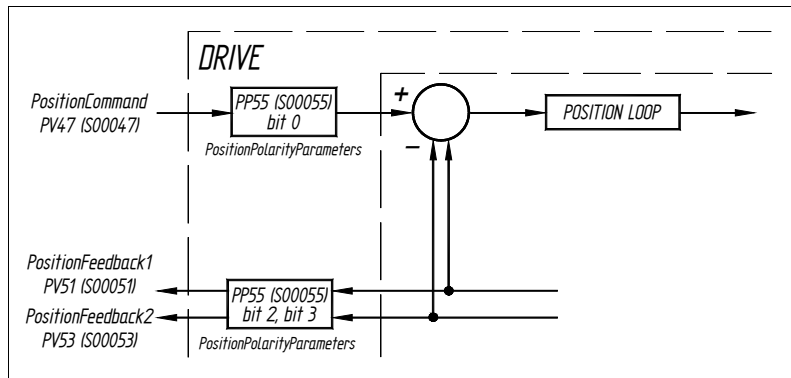 DRIVE
PositionCommand
PV47 (S00047)
PP55 (S00055)
bit 0
PositionPolarityParameters
+
−
POSITION LOOP
PositionFeedback1
PV51 (S00051)
PositionFeedback2
PV53 (S00053)
PP55 (S00055)
bit 2, bit 3
PositionPolarityParameters